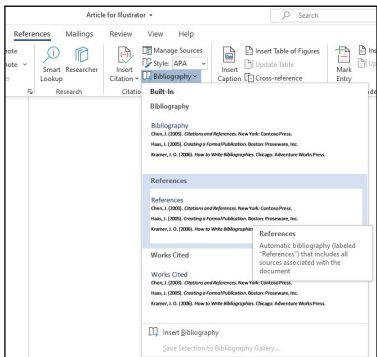 Article for Illustrator
Search
References Mailings Review View Help
note
note
Smart
Lookup
Researcher
Research
Insert
Citation
Manage Sources
Style: APA
Bibliography
Citatio
Insert
Caption
Insert Table of Figures
Update Table
Cross-reference
Mark
Entry
Ins
Up
Built-In
Bibliography
Bibliography
Chen, J. (2003). Citations and References. New York: Contoso Press.
Haas, J. (2005). Creating a Formal Publication. Boston: Proseware, Inc.
Kramer, J. D. (2006). How to Write Bibliographies. Chicago: Adventure Works Press.
References
References
Chen, J. (2003). Citations and References. New York: Contoso Press.
Haas, J. (2005). Creating a Formal Publication. Boston: Proseware, Inc.
Kramer, J. D. (2006). How to Write Bibliographies
References
Automatic bibliography (labeled
"References") that includes all
sources associated with the
document
Works Cited
Works Cited
Chen, J. (2003). Citations and References. New York: Contoso Press.
Haas, J. (2005). Creating a Formal Publication. Boston: Proseware, Inc.
Kramer, J. D. (2006). How to Write Bibliographies. Chicago: Adventure Works Press.
Insert Bibliography
Save Selection to Bibliography Gallery...